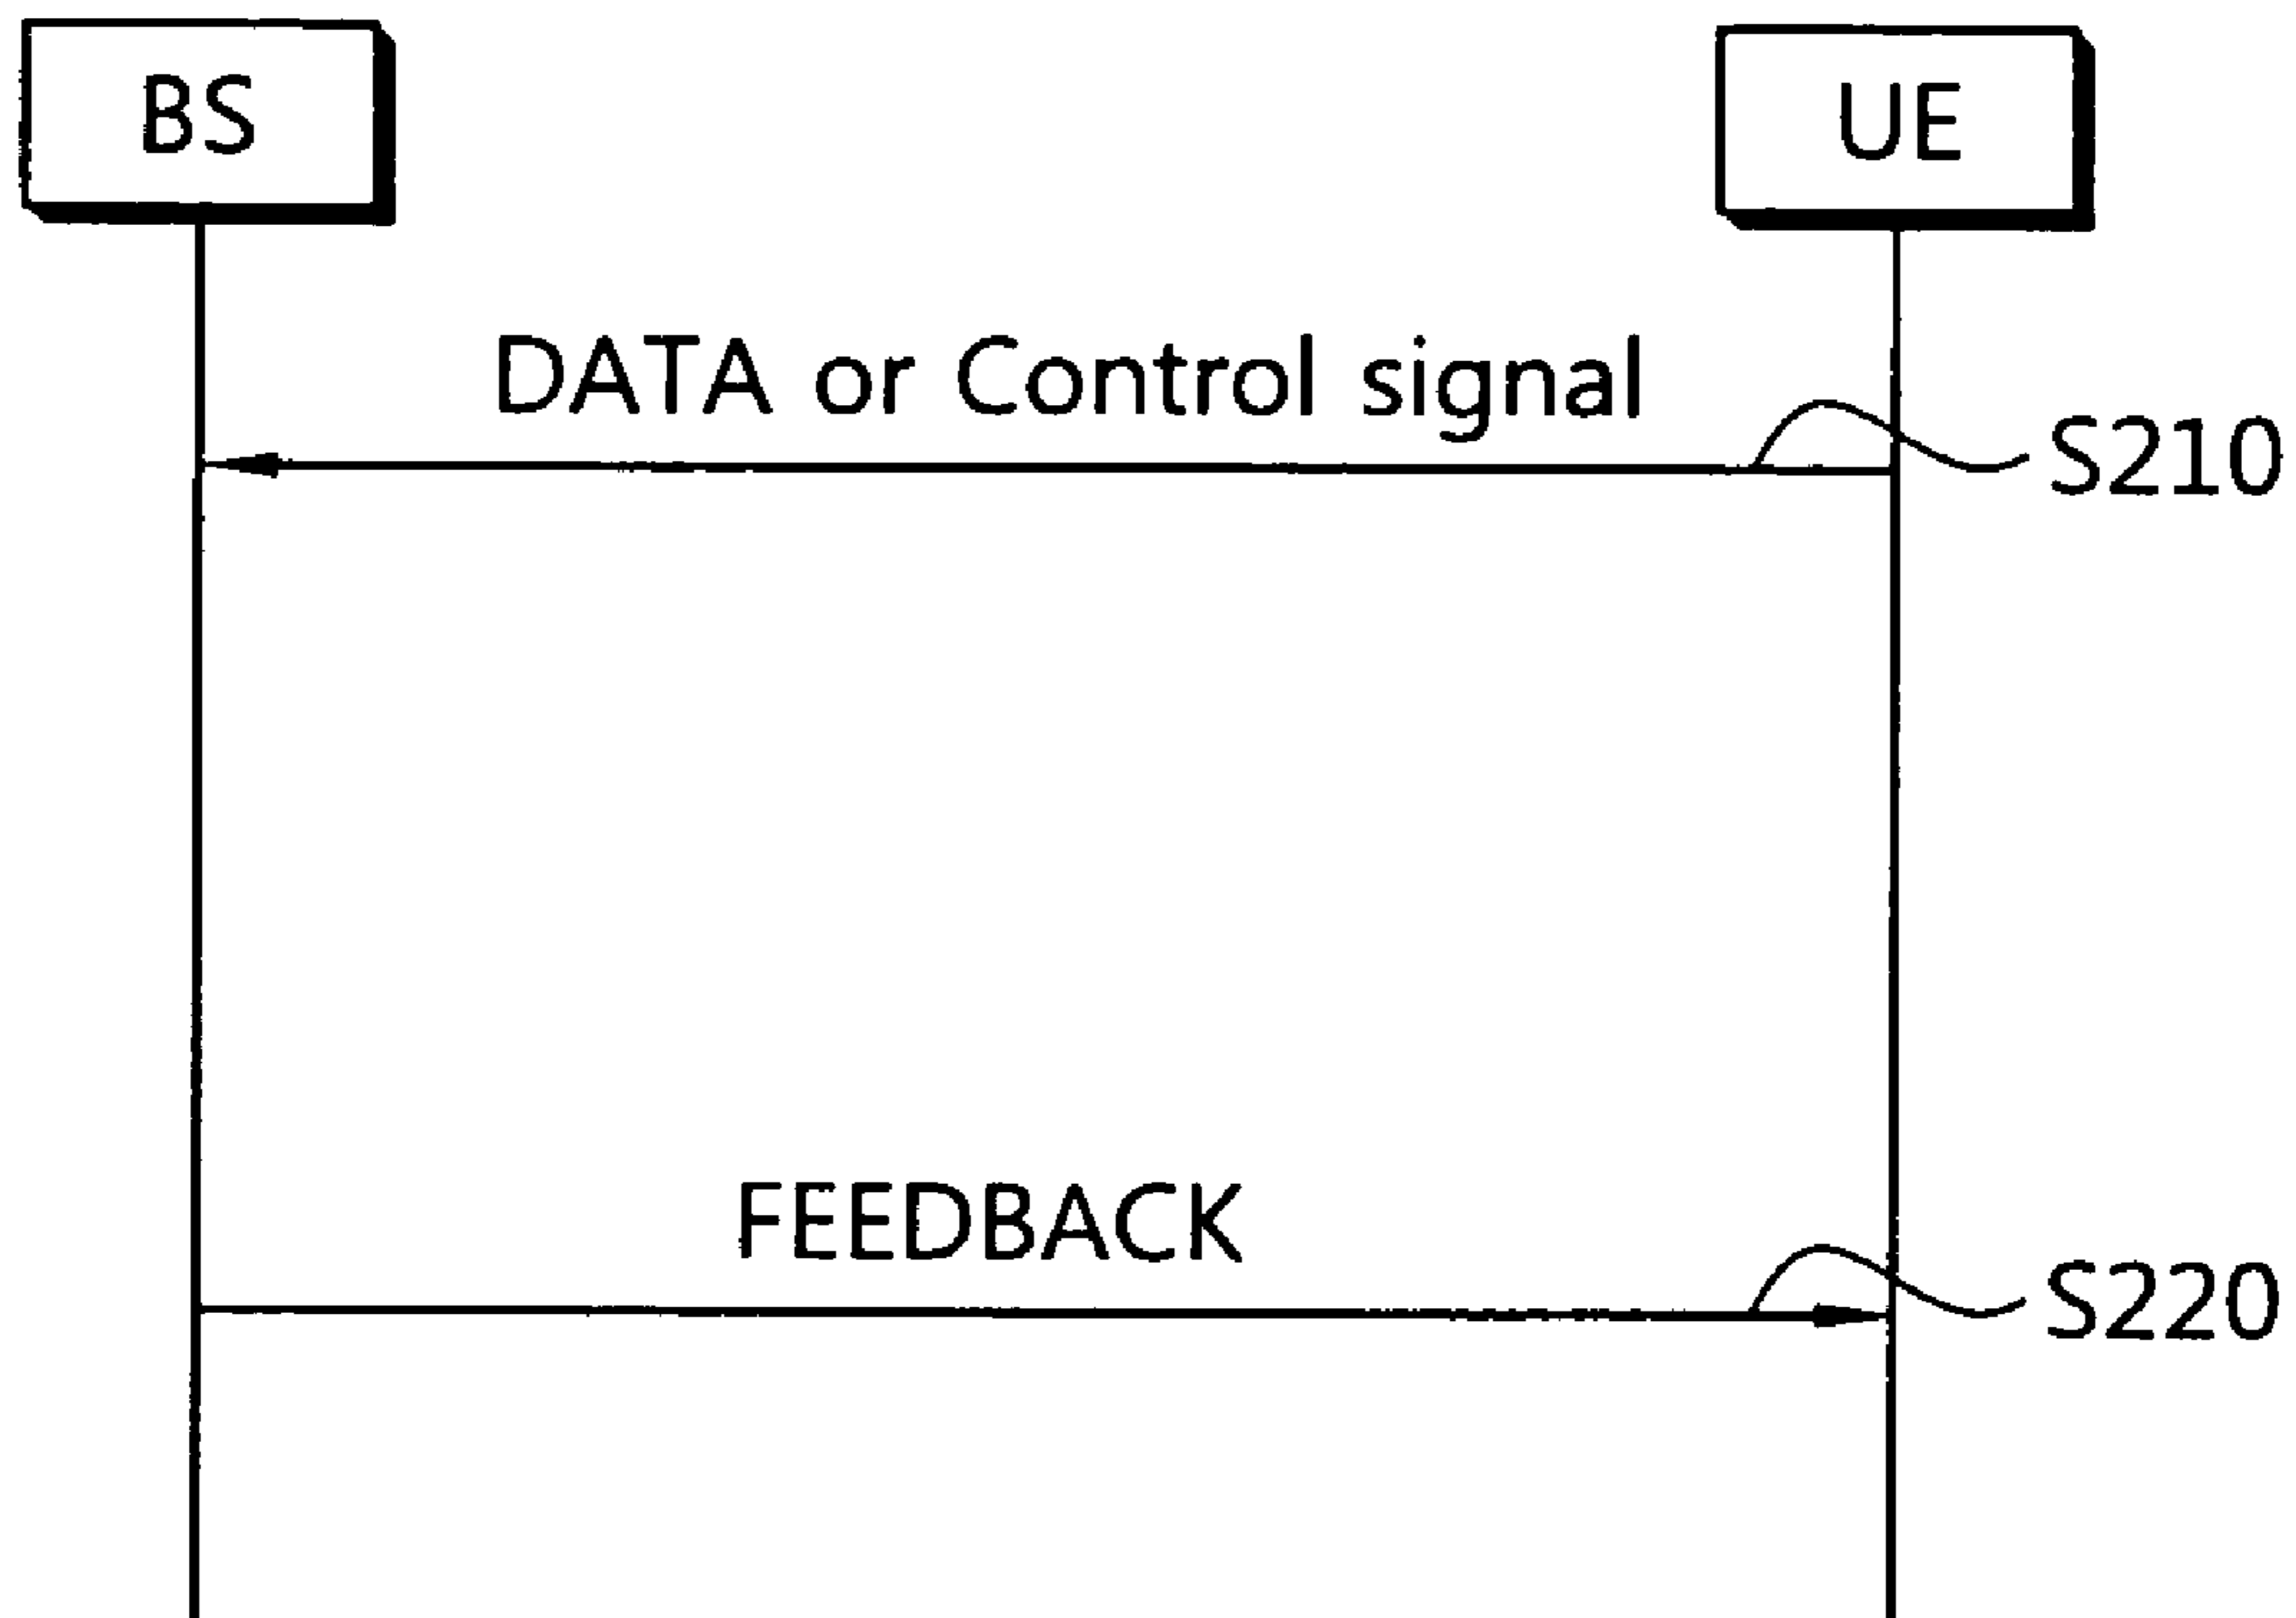 BS
UE
DATA or Control signal
S210
FEEDBACK
S220